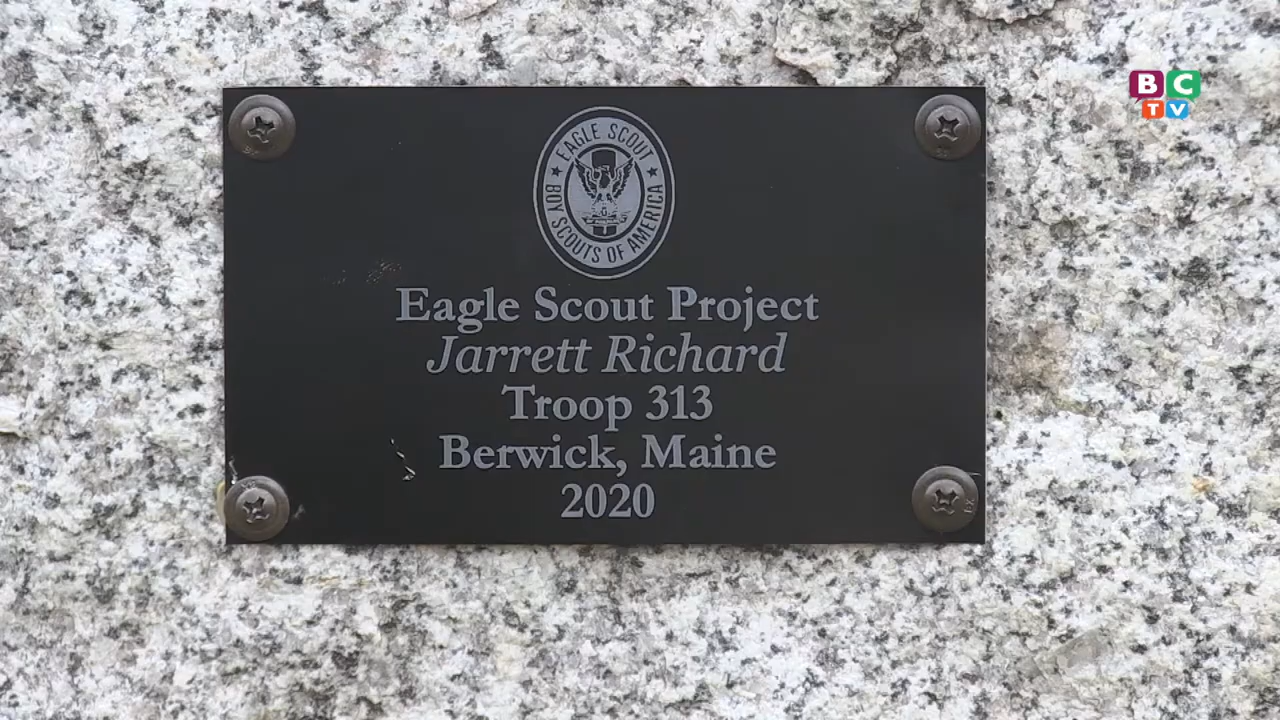 BC
TV
EAGLE SCOUT
BOY SCOUTS OF AMERICA
Eagle Scout Project
Jarrett Richard
Troop 313
Berwick, Maine
2020